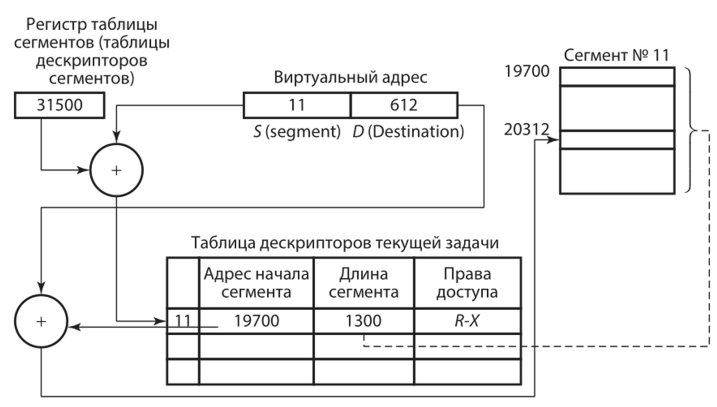 Регистр таблицы
сегментов (таблицы
дескрипторов
сегментов)
31500
Виртуальный адрес
11 612
S (segment) D (Destination)
Сегмент № 11
19700
20312
+
Таблица дескрипторов текущей задачи
Адрес начала
сегмента
Длина
сегмента
Права
доступа
+
11 19700 1300 R-X